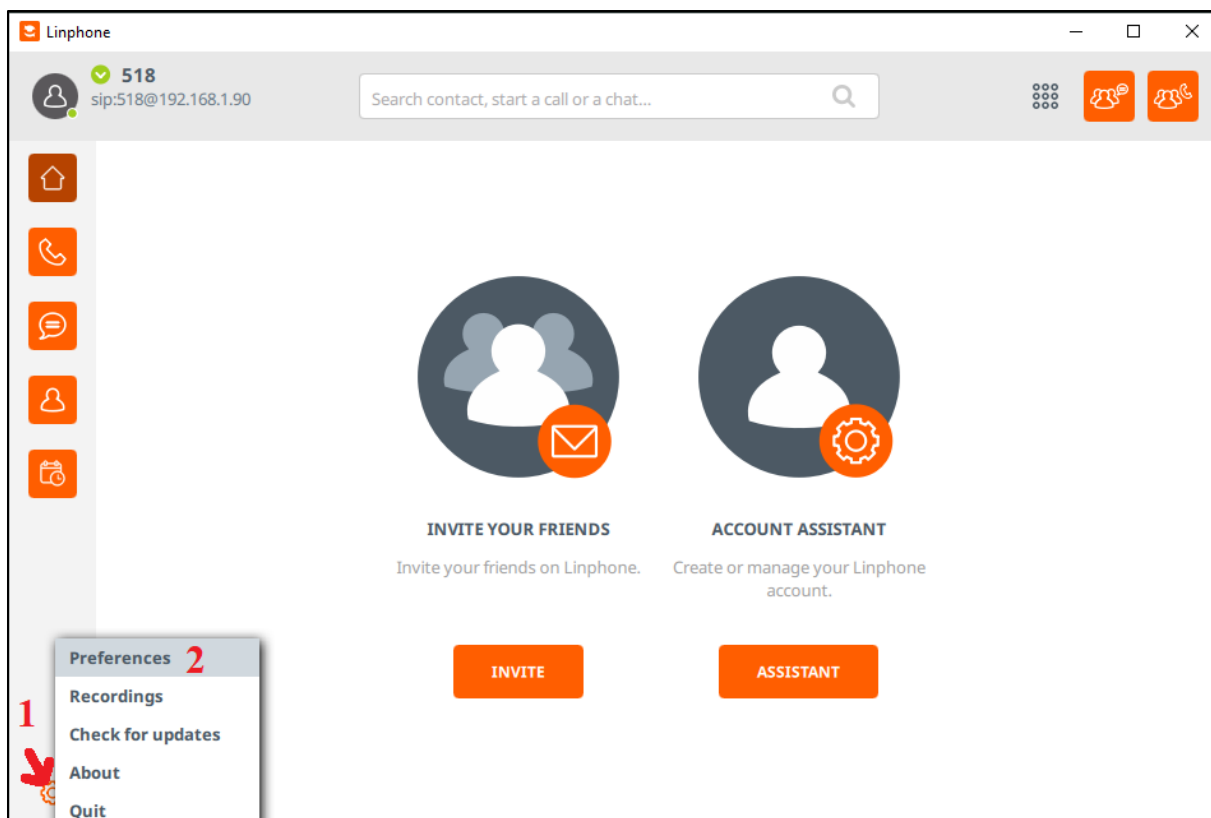 Linphone
518
sip:518@192.168.1.90
Search contact, start a call or a chat...
INVITE YOUR FRIENDS
Invite your friends on Linphone.
INVITE
ACCOUNT ASSISTANT
Create or manage your Linphone
account.
ASSISTANT
Preferences 2
Recordings
1
Check for updates
About
Quit